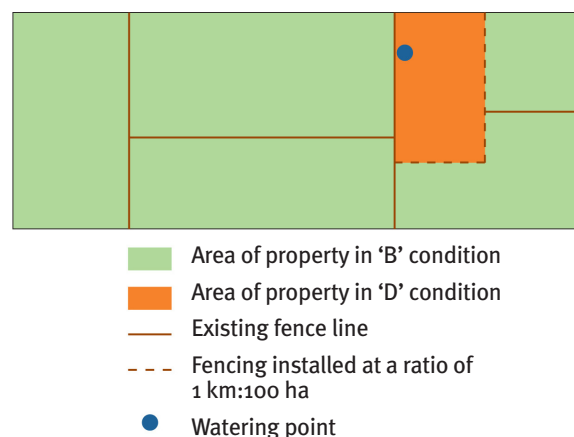 Area of property in ‘B’ condition
Area of property in ‘D’ condition
Existing fence line
Fencing installed at a ratio of
1 km:100 ha
Watering point